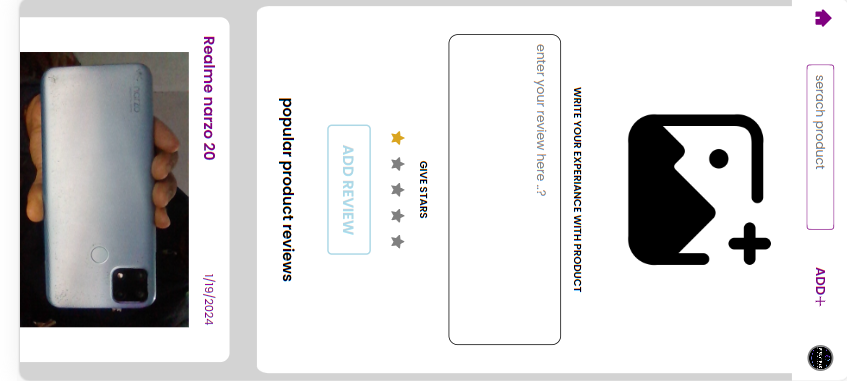 serach product
ADD+
WRITE YOUR EXPERIANCE WITH PRODUCT
enter your review here ..?
GIVE STARS
ADD REVIEW
popular product reviews
Realme narzo 20
1/19/2024